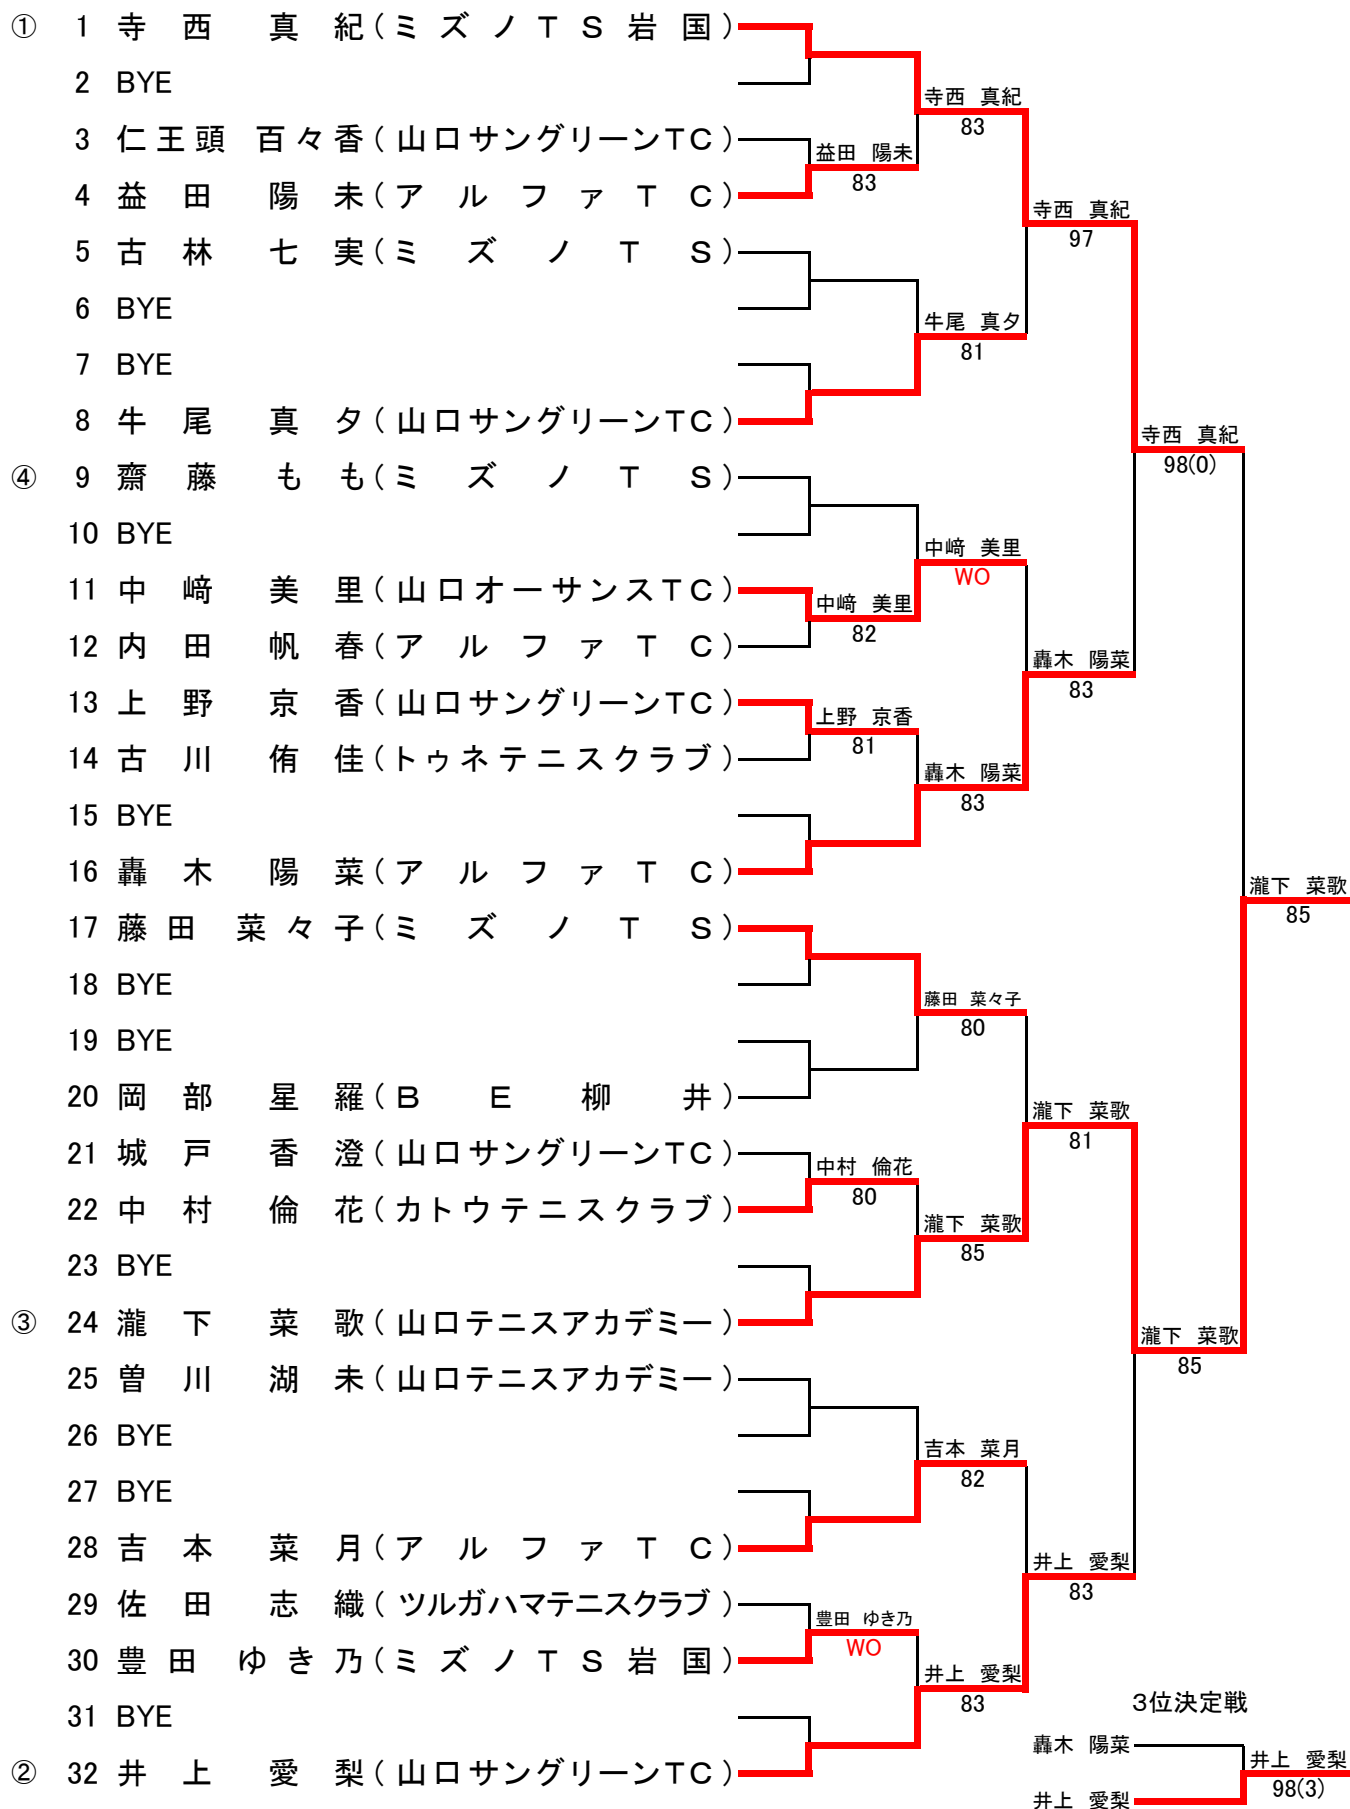 ① 1 寺西 真紀(ミズノTS岩国)
2 BYE
寺西 真紀
83
3 仁王頭 百々香(山口サングリーンTC)
益田 陽未
83
4 益田 陽未(アルファTC)
寺西 真紀
97
5 古林 七実(ミズノTS)
6 BYE
牛尾 真夕
81
7 BYE
8 牛尾 真夕(山口サングリーンTC)
寺西 真紀
98(0)
④ 9 齋藤 もも(ミズノTS)
10 BYE
中﨑 美里
WO
11 中﨑 美里(山口オーサンスTC)
中﨑 美里
82
12 内田 帆春(アルファTC)
轟木 陽菜
83
13 上野 京香(山口サングリーンTC)
上野 京香
81
14 古川 侑佳(トゥネテニスクラブ)
轟木 陽菜
83
15 BYE
16 轟木 陽菜(アルファTC)
瀧下 菜歌
85
17 藤田 菜々子(ミズノTS)
18 BYE
藤田 菜々子
80
19 BYE
20 岡部 星羅(BE柳井)
瀧下 菜歌
81
21 城戸 香澄(山口サングリーンTC)
中村 倫花
80
22 中村 倫花(カトウテニスクラブ)
瀧下 菜歌
85
23 BYE
③ 24 瀧下 菜歌(山口テニスアカデミー)
瀧下 菜歌
85
25 曽川 湖未(山口テニスアカデミー)
26 BYE
吉本 菜月
82
27 BYE
28 吉本 菜月(アルファTC)
井上 愛梨
83
29 佐田 志織(ツルガハマテニスクラブ)
豊田 ゆき乃
WO
30 豊田 ゆき乃(ミズノTS岩国)
井上 愛梨
83
31 BYE
② 32 井上 愛梨(山口サングリーンTC)
3位決定戦
轟木 陽菜
井上 愛梨
98(3)
井上 愛梨